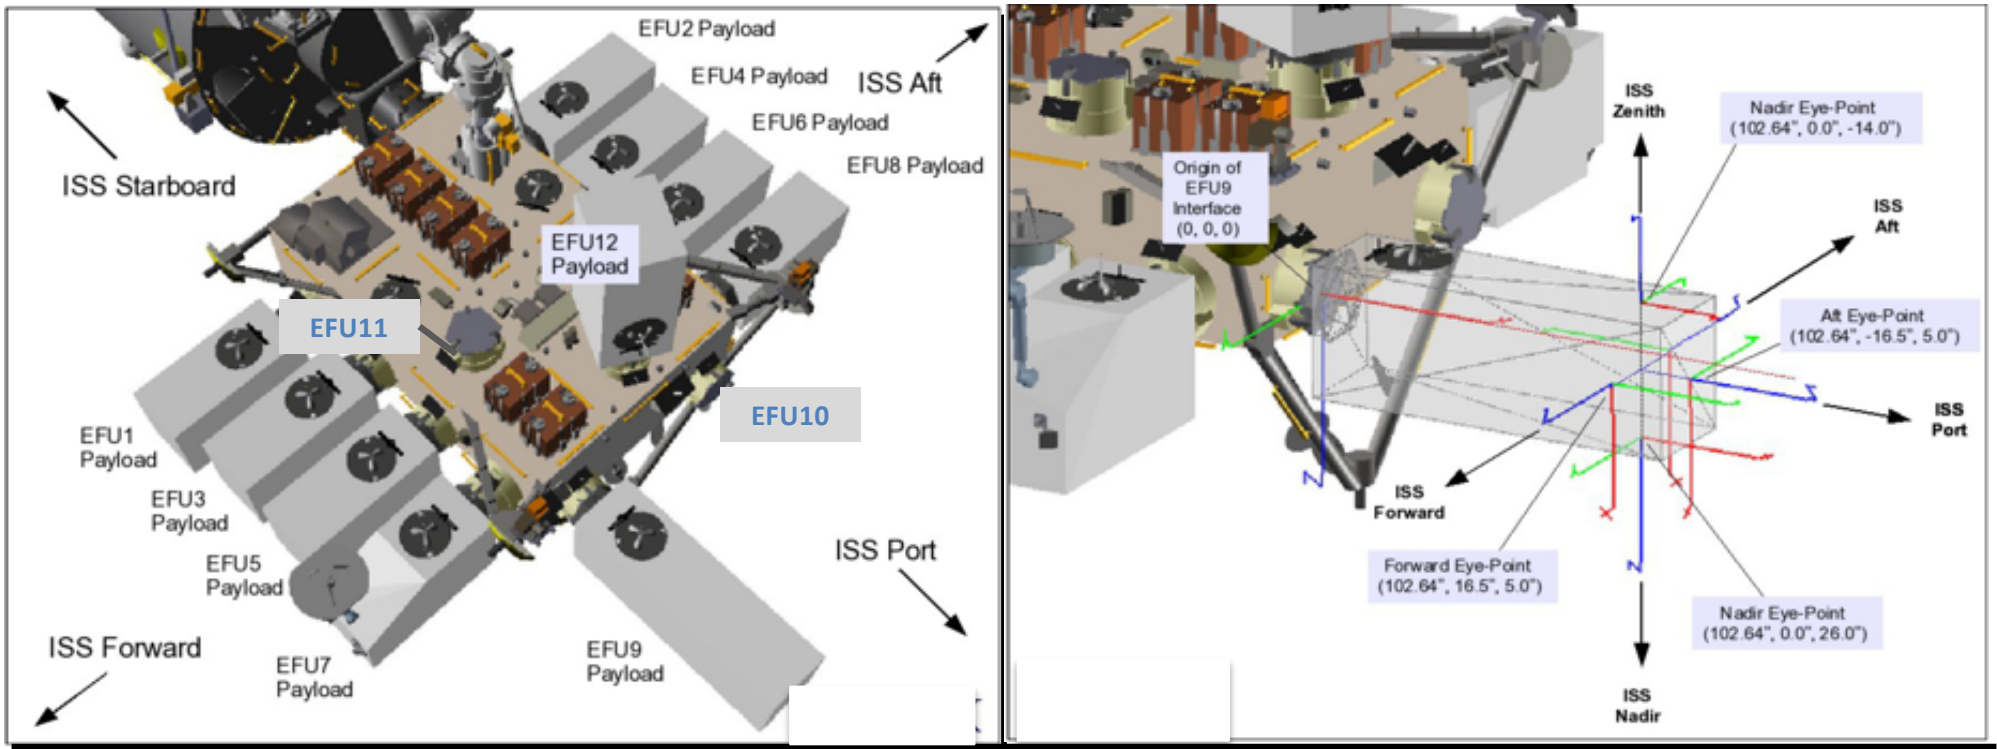 EFU2 Payload
EFU4 Payload
ISS Aft
EFU6 Payload
EFU8 Payload
ISS Starboard
EFU12
Payload
EFU11
EFU10
EFU1
Payload
EFU3
Payload
EFU5
Payload
ISS Port
ISS Forward
EFU7
Payload
EFU9
Payload
ISS
Zenith
Nadir Eye-Point
(102.64", 0.0", -14.0")
Origin of
EFU9
Interface
(0, 0, 0)
ISS
Aft
Aft Eye-Point
(102.64", -16.5", 5.0")
ISS
Port
ISS
Forward
Forward Eye-Point
(102.64", 16.5", 5.0")
Nadir Eye-Point
(102.64", 0.0", 26.0")
ISS
Nadir
Z
Z
X
X
X
Z